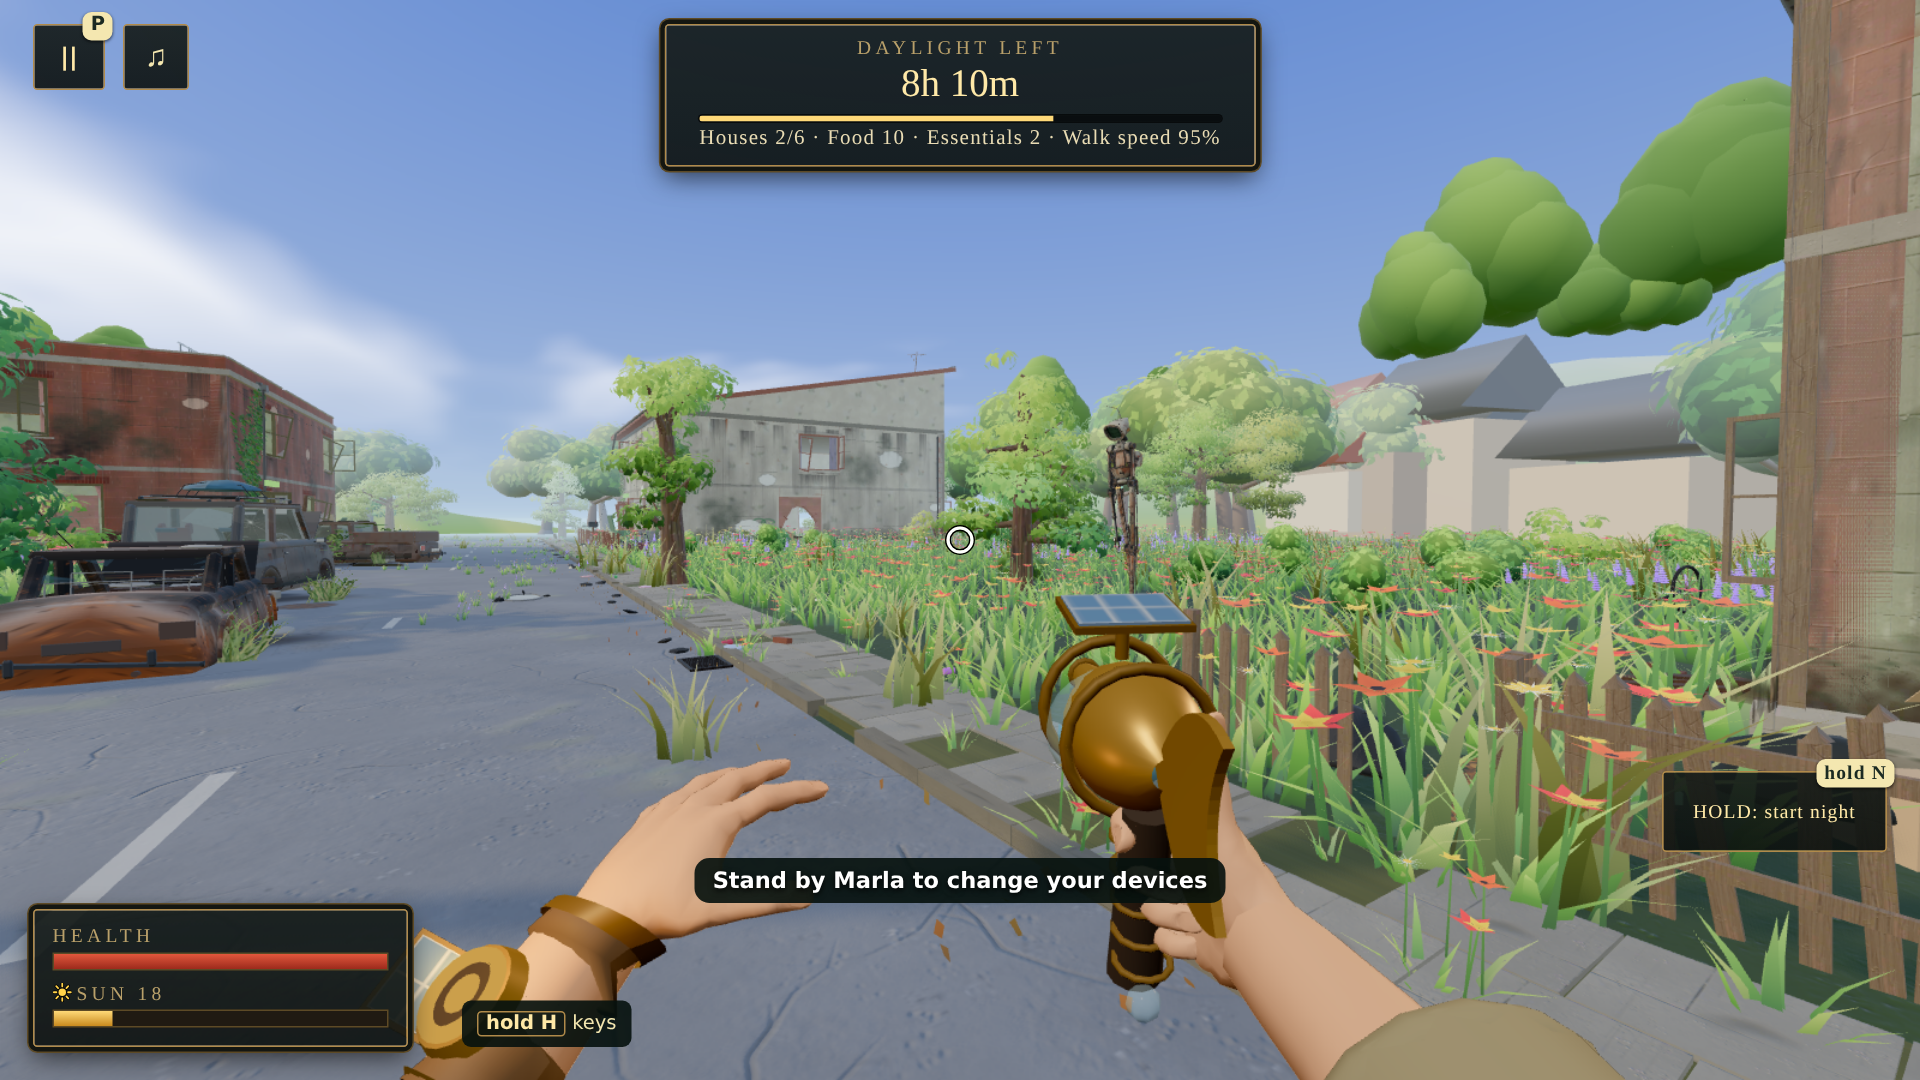 P
DAYLIGHT LEFT
8h 10m
Houses 2/6 · Food 10 · Essentials 2 · Walk speed 95%
hold N
HOLD: start night
Stand by Marla to change your devices
HEALTH
SUN 18
hold H keys